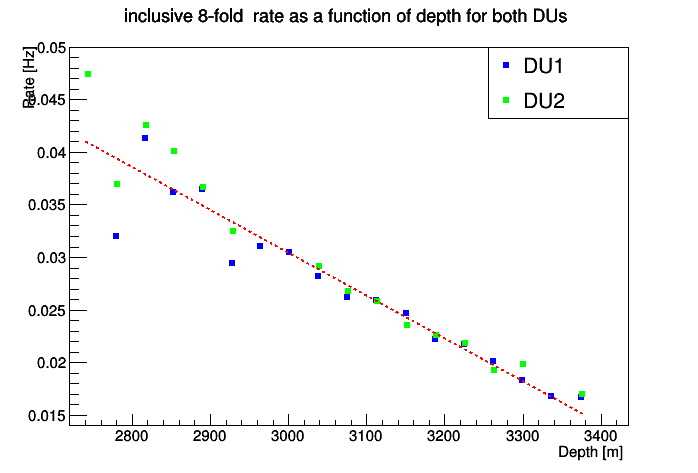 inclusive 8-fold  rate as a function of depth for both DUs
Rate [Hz]
0.05
0.045
0.04
0.035
0.03
0.025
0.02
0.015
DU1
DU2
2800 2900 3000 3100 3200 3300 3400
Depth [m]